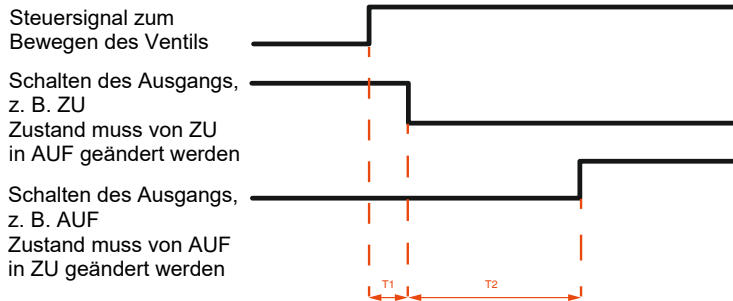 Steuersignal zum
Bewegen des Ventils
Schalten des Ausgangs,
z. B. ZU
Zustand muss von ZU
in AUF geändert werden
Schalten des Ausgangs,
z. B. AUF
Zustand muss von AUF
in ZU geändert werden
T1
T2